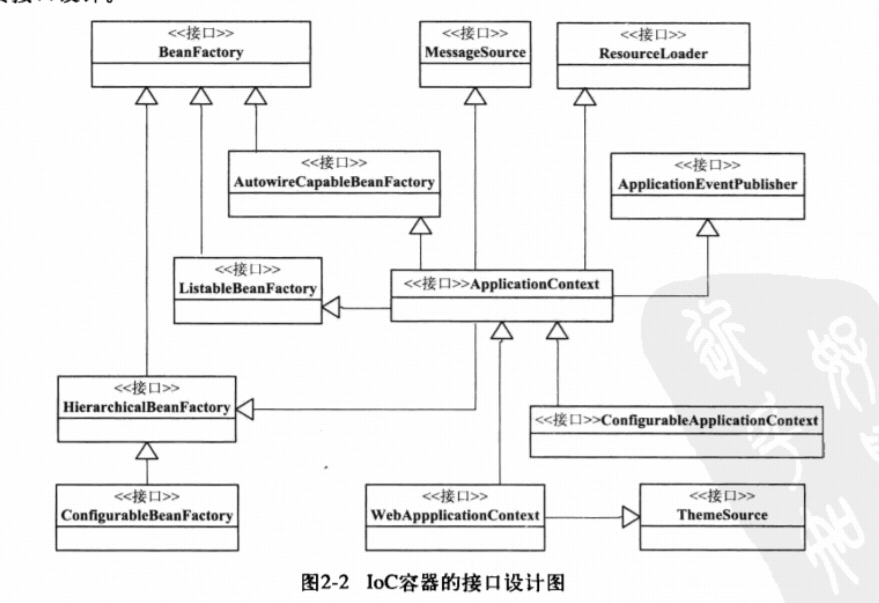 接口设计。
<<接口>>
BeanFactory
<<接口>>
MessageSource
<<接口>>
ResourceLoader
<<接口>>
AutowireCapableBeanFactory
<<接口>>
ApplicationEventPublisher
<<接口>>
ListableBeanFactory
<<接口>>ApplicationContext
<<接口>>
HierarchicalBeanFactory
<<接口>>ConfigurableApplicationContext
<<接口>>
ConfigurableBeanFactory
<<接口>>
WebAppplicationContext
<<接口>>
ThemeSource
图2-2 IoC容器的接口设计图